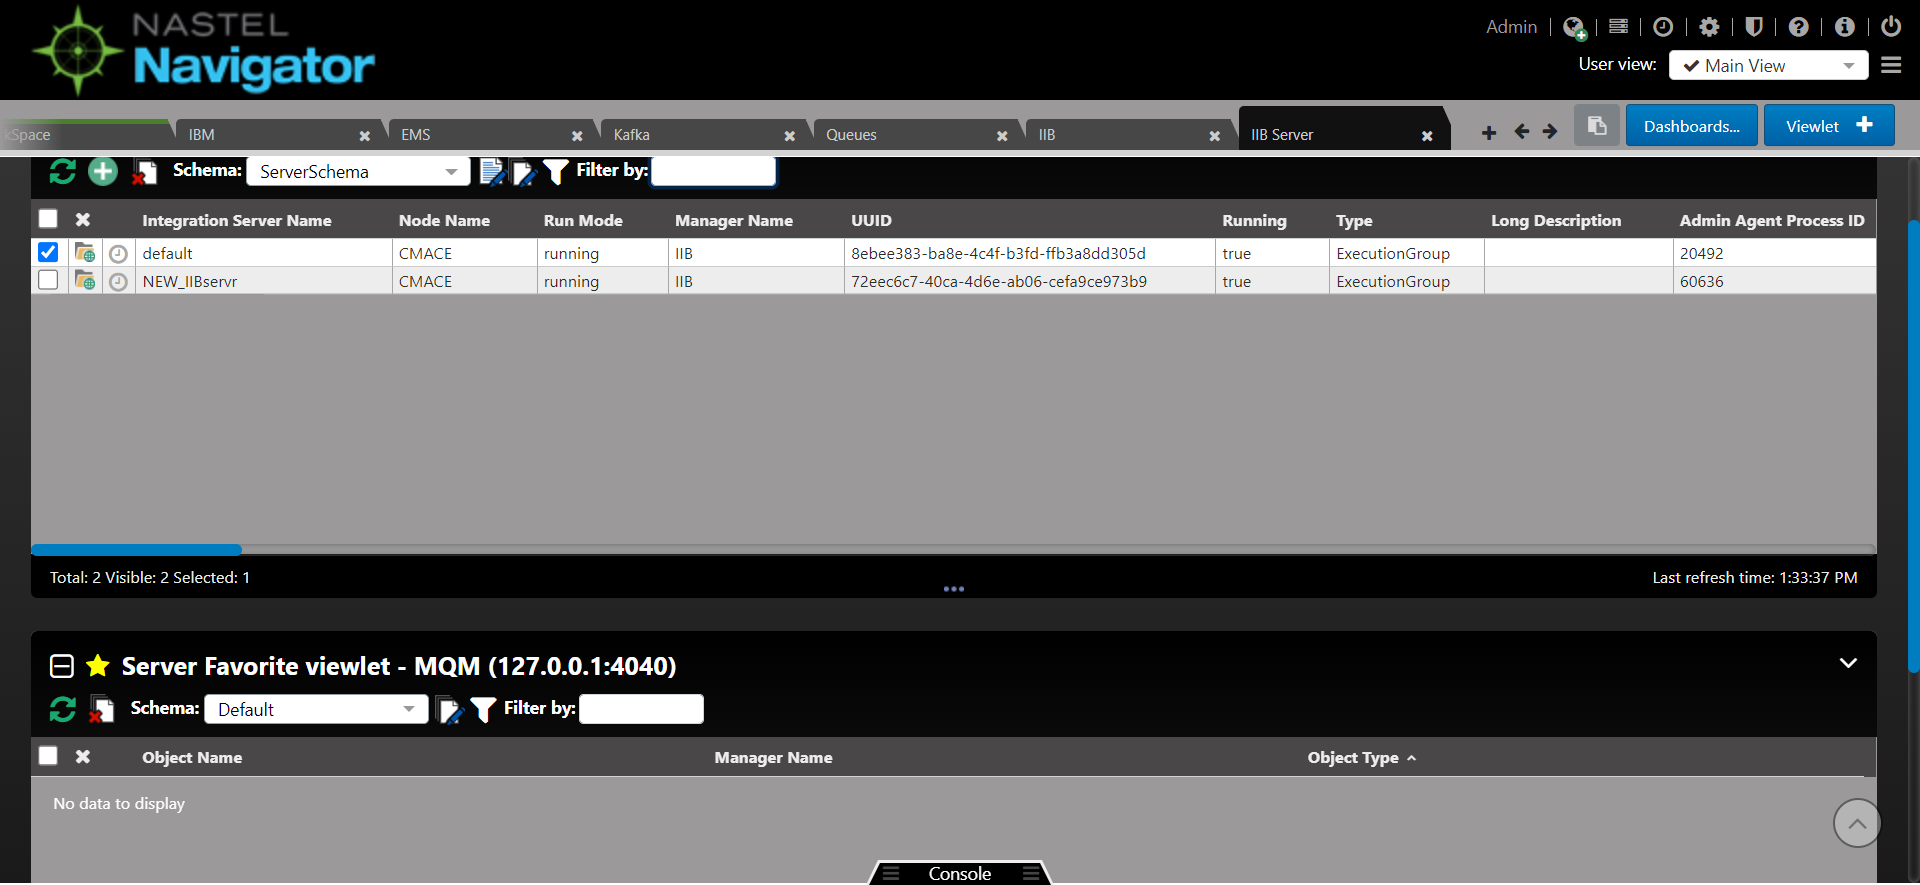 NASTEL
Navigator
Admin
User view: Main View
kSpace IBM EMS Kafka Queues IIB IIB Server Dashboards... Viewlet
Schema: ServerSchema Filter by:
Integration Server Name Node Name Run Mode Manager Name UUID Running Type Long Description Admin Agent Process ID
default CMACE running IIB 8ebee383-ba8e-4c4f-b3fd-ffb3a8dd305d true ExecutionGroup 20492
NEW_IIBservr CMACE running IIB 72eec6c7-40ca-4d6e-ab06-cefa9ce973b9 true ExecutionGroup 60636
Total: 2 Visible: 2 Selected: 1 Last refresh time: 1:33:37 PM
Server Favorite viewlet - MQM (127.0.0.1:4040)
Schema: Default Filter by:
Object Name Manager Name Object Type
No data to display
Console